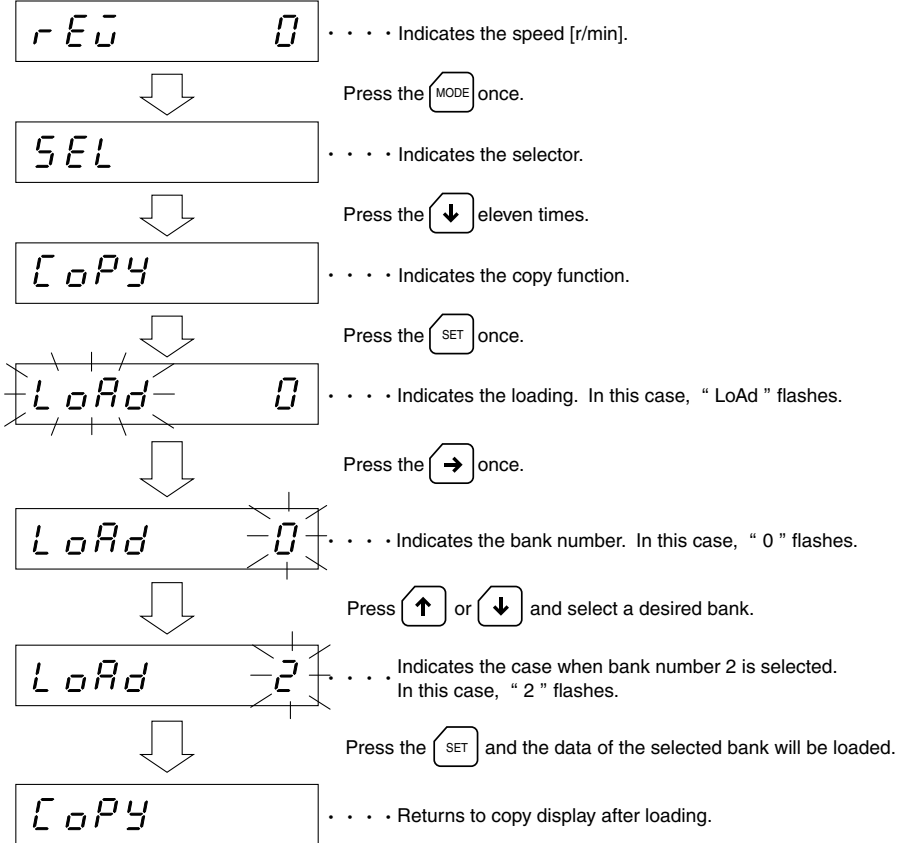 rEv 0 · · · · Indicates the speed [r/min].
Press the MODE once.
SEL · · · · Indicates the selector.
Press the ↓ eleven times.
CoPY · · · · Indicates the copy function.
Press the SET once.
LoAd 0 · · · · Indicates the loading. In this case, “ LoAd ” flashes.
Press the → once.
LoAd 0 · · · · Indicates the bank number. In this case, “ 0 ” flashes.
Press ↑ or ↓ and select a desired bank.
LoAd 2 · · · · Indicates the case when bank number 2 is selected.
In this case, “ 2 ” flashes.
Press the SET and the data of the selected bank will be loaded.
CoPY · · · · Returns to copy display after loading.